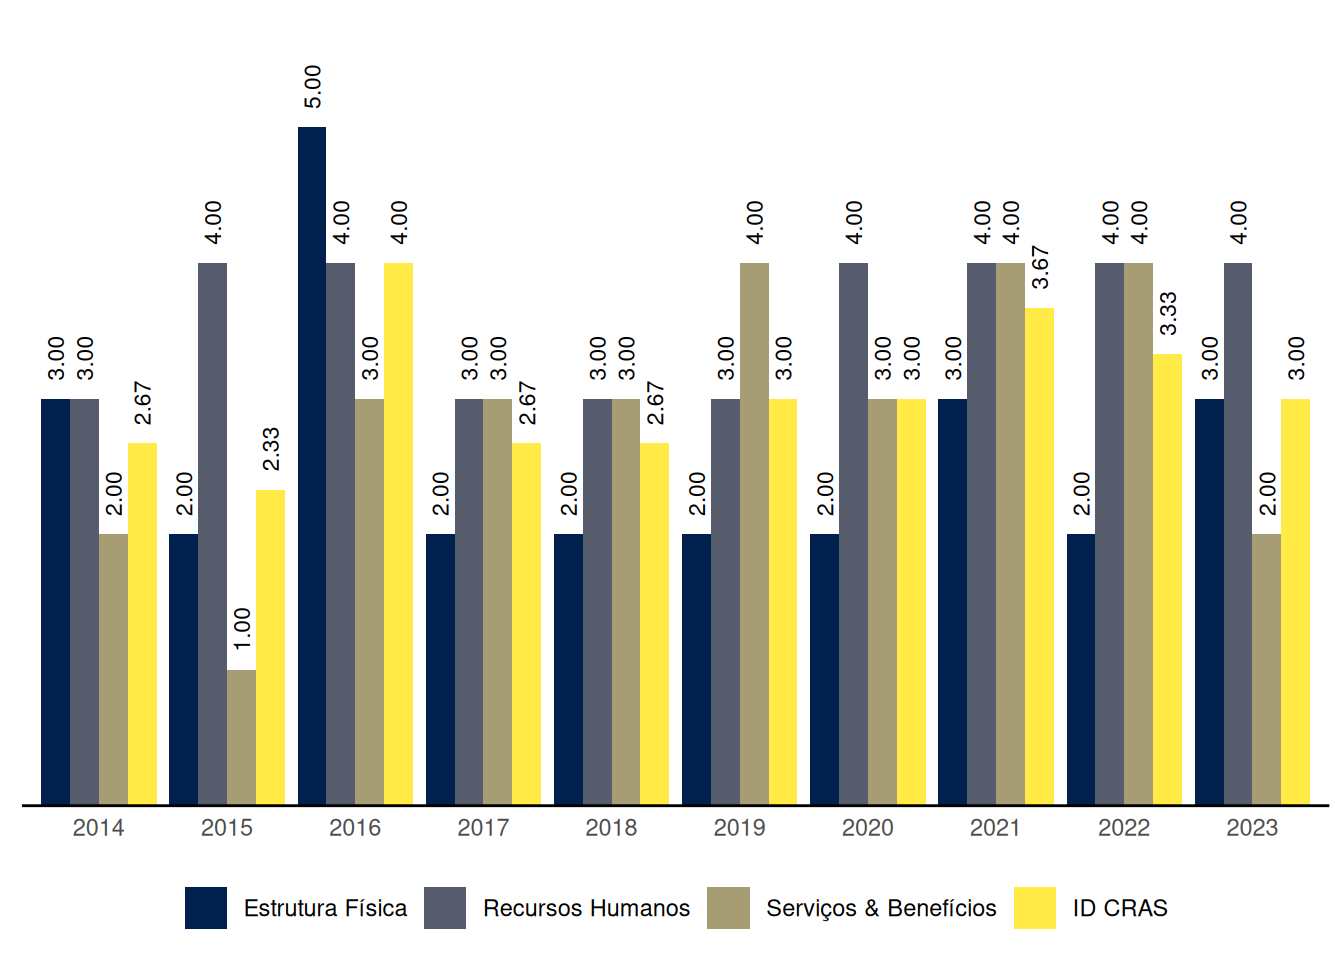 5.00
4.00 4.00 4.00 4.00 4.00 4.00 4.00 4.00 4.00 4.00 4.00
3.67
3.33
3.00 3.00 3.00 3.00 3.00 3.00 3.00 3.00 3.00 3.00 3.00 3.00 3.00 3.00
2.67 2.67 2.67
2.33
2.00 2.00 2.00 2.00 2.00 2.00 2.00 2.00
1.00
2014 2015 2016 2017 2018 2019 2020 2021 2022 2023
Estrutura Física Recursos Humanos Serviços & Benefícios ID CRAS